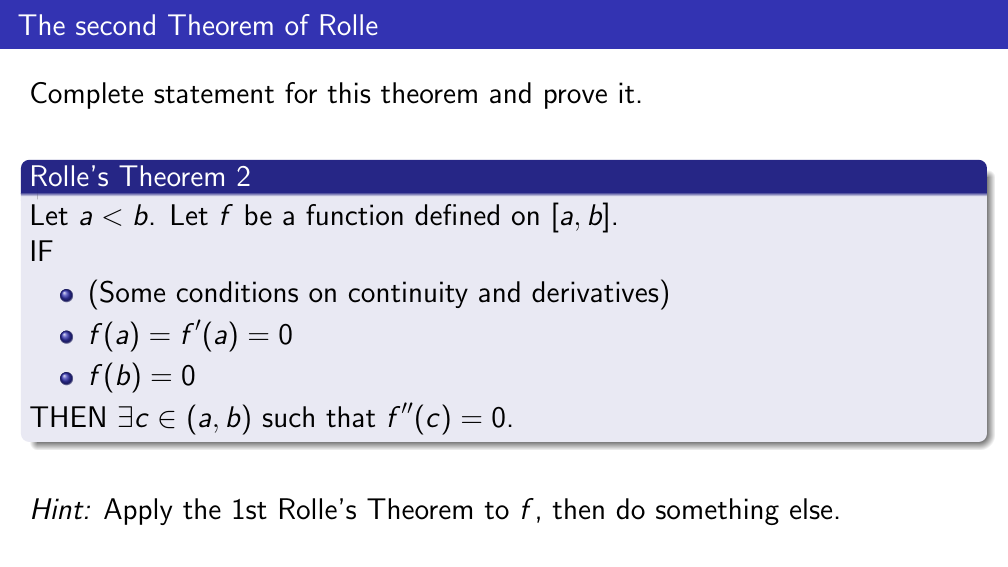 The second Theorem of Rolle
Complete statement for this theorem and prove it.
Rolle's Theorem 2
Let a < b. Let f be a function defined on [a, b].
IF
• (Some conditions on continuity and derivatives)
• f(a) = f′(a) = 0
• f(b) = 0
THEN ∃c ∈ (a, b) such that f″(c) = 0.
Hint: Apply the 1st Rolle's Theorem to f, then do something else.